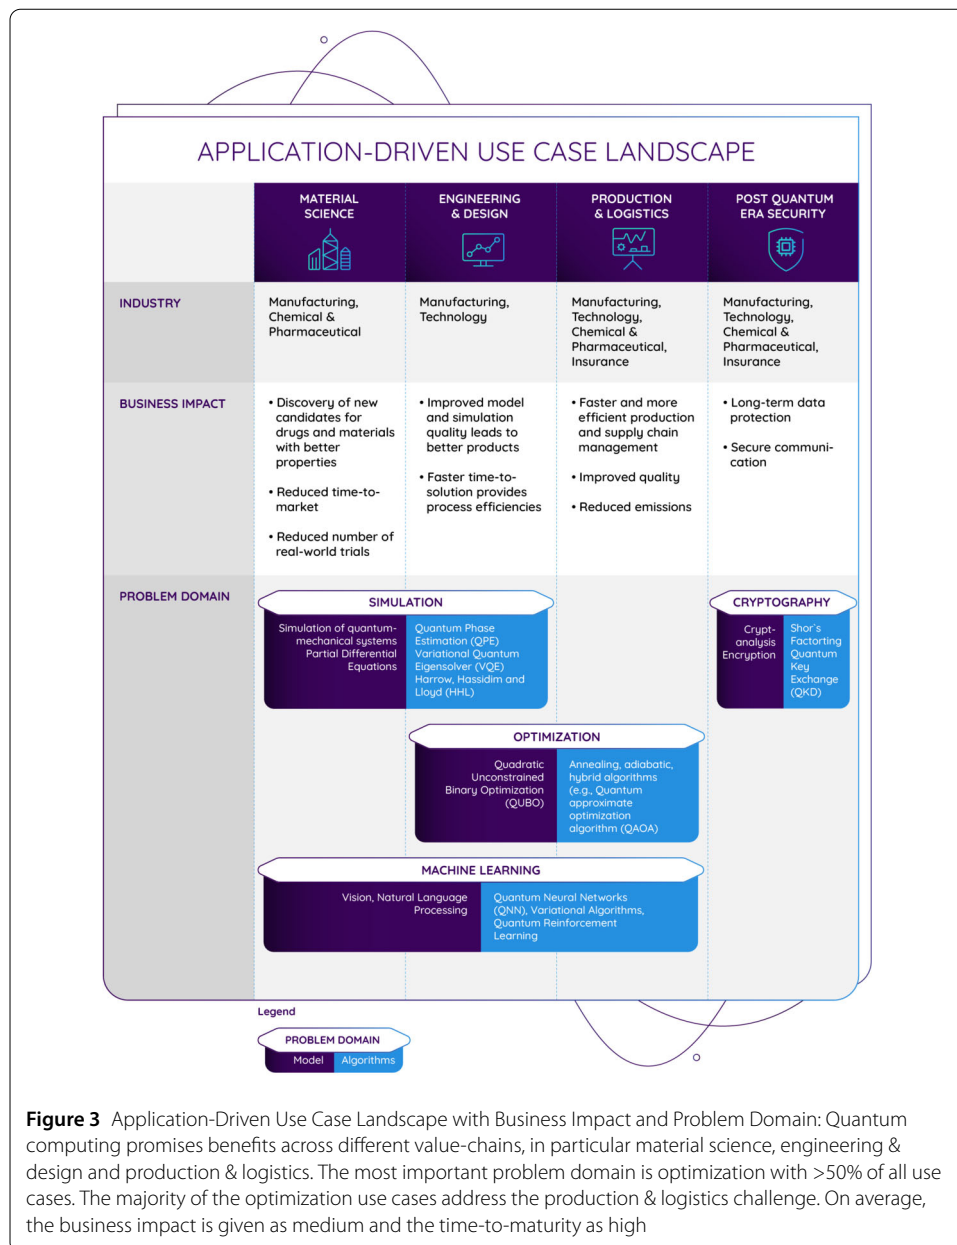 APPLICATION-DRIVEN USE CASE LANDSCAPE
MATERIAL
SCIENCE
ENGINEERING
& DESIGN
PRODUCTION
& LOGISTICS
POST QUANTUM
ERA SECURITY
INDUSTRY
Manufacturing,
Chemical &
Pharmaceutical
Manufacturing,
Technology
Manufacturing,
Technology,
Chemical &
Pharmaceutical,
Insurance
Manufacturing,
Technology,
Chemical &
Pharmaceutical,
Insurance
BUSINESS IMPACT
• Discovery of new
candidates for
drugs and materials
with better
properties
• Reduced time-to-
market
• Reduced number of
real-world trials
• Improved model
and simulation
quality leads to
better products
• Faster time-to-
solution provides
process efficiencies
• Faster and more
efficient production
and supply chain
management
• Improved quality
• Reduced emissions
• Long-term data
protection
• Secure communi-
cation
PROBLEM DOMAIN
SIMULATION
Simulation of quantum-
mechanical systems
Partial Differential
Equations
Quantum Phase
Estimation (QPE)
Variational Quantum
Eigensolver (VQE)
Harrow, Hassidim and
Lloyd (HHL)
CRYPTOGRAPHY
Crypt-
analysis
Encryption
Shor`s
Factorting
Quantum
Key
Exchange
(QKD)
OPTIMIZATION
Quadratic
Unconstrained
Binary Optimization
(QUBO)
Annealing, adiabatic,
hybrid algorithms
(e.g., Quantum
approximate
optimization
algorithm (QAOA)
MACHINE LEARNING
Vision, Natural Language
Processing
Quantum Neural Networks
(QNN), Variational Algorithms,
Quantum Reinforcement
Learning
Legend
PROBLEM DOMAIN
Model
Algorithms
Figure 3 Application-Driven Use Case Landscape with Business Impact and Problem Domain: Quantum
computing promises benefits across different value-chains, in particular material science, engineering &
design and production & logistics. The most important problem domain is optimization with >50% of all use
cases. The majority of the optimization use cases address the production & logistics challenge. On average,
the business impact is given as medium and the time-to-maturity as high